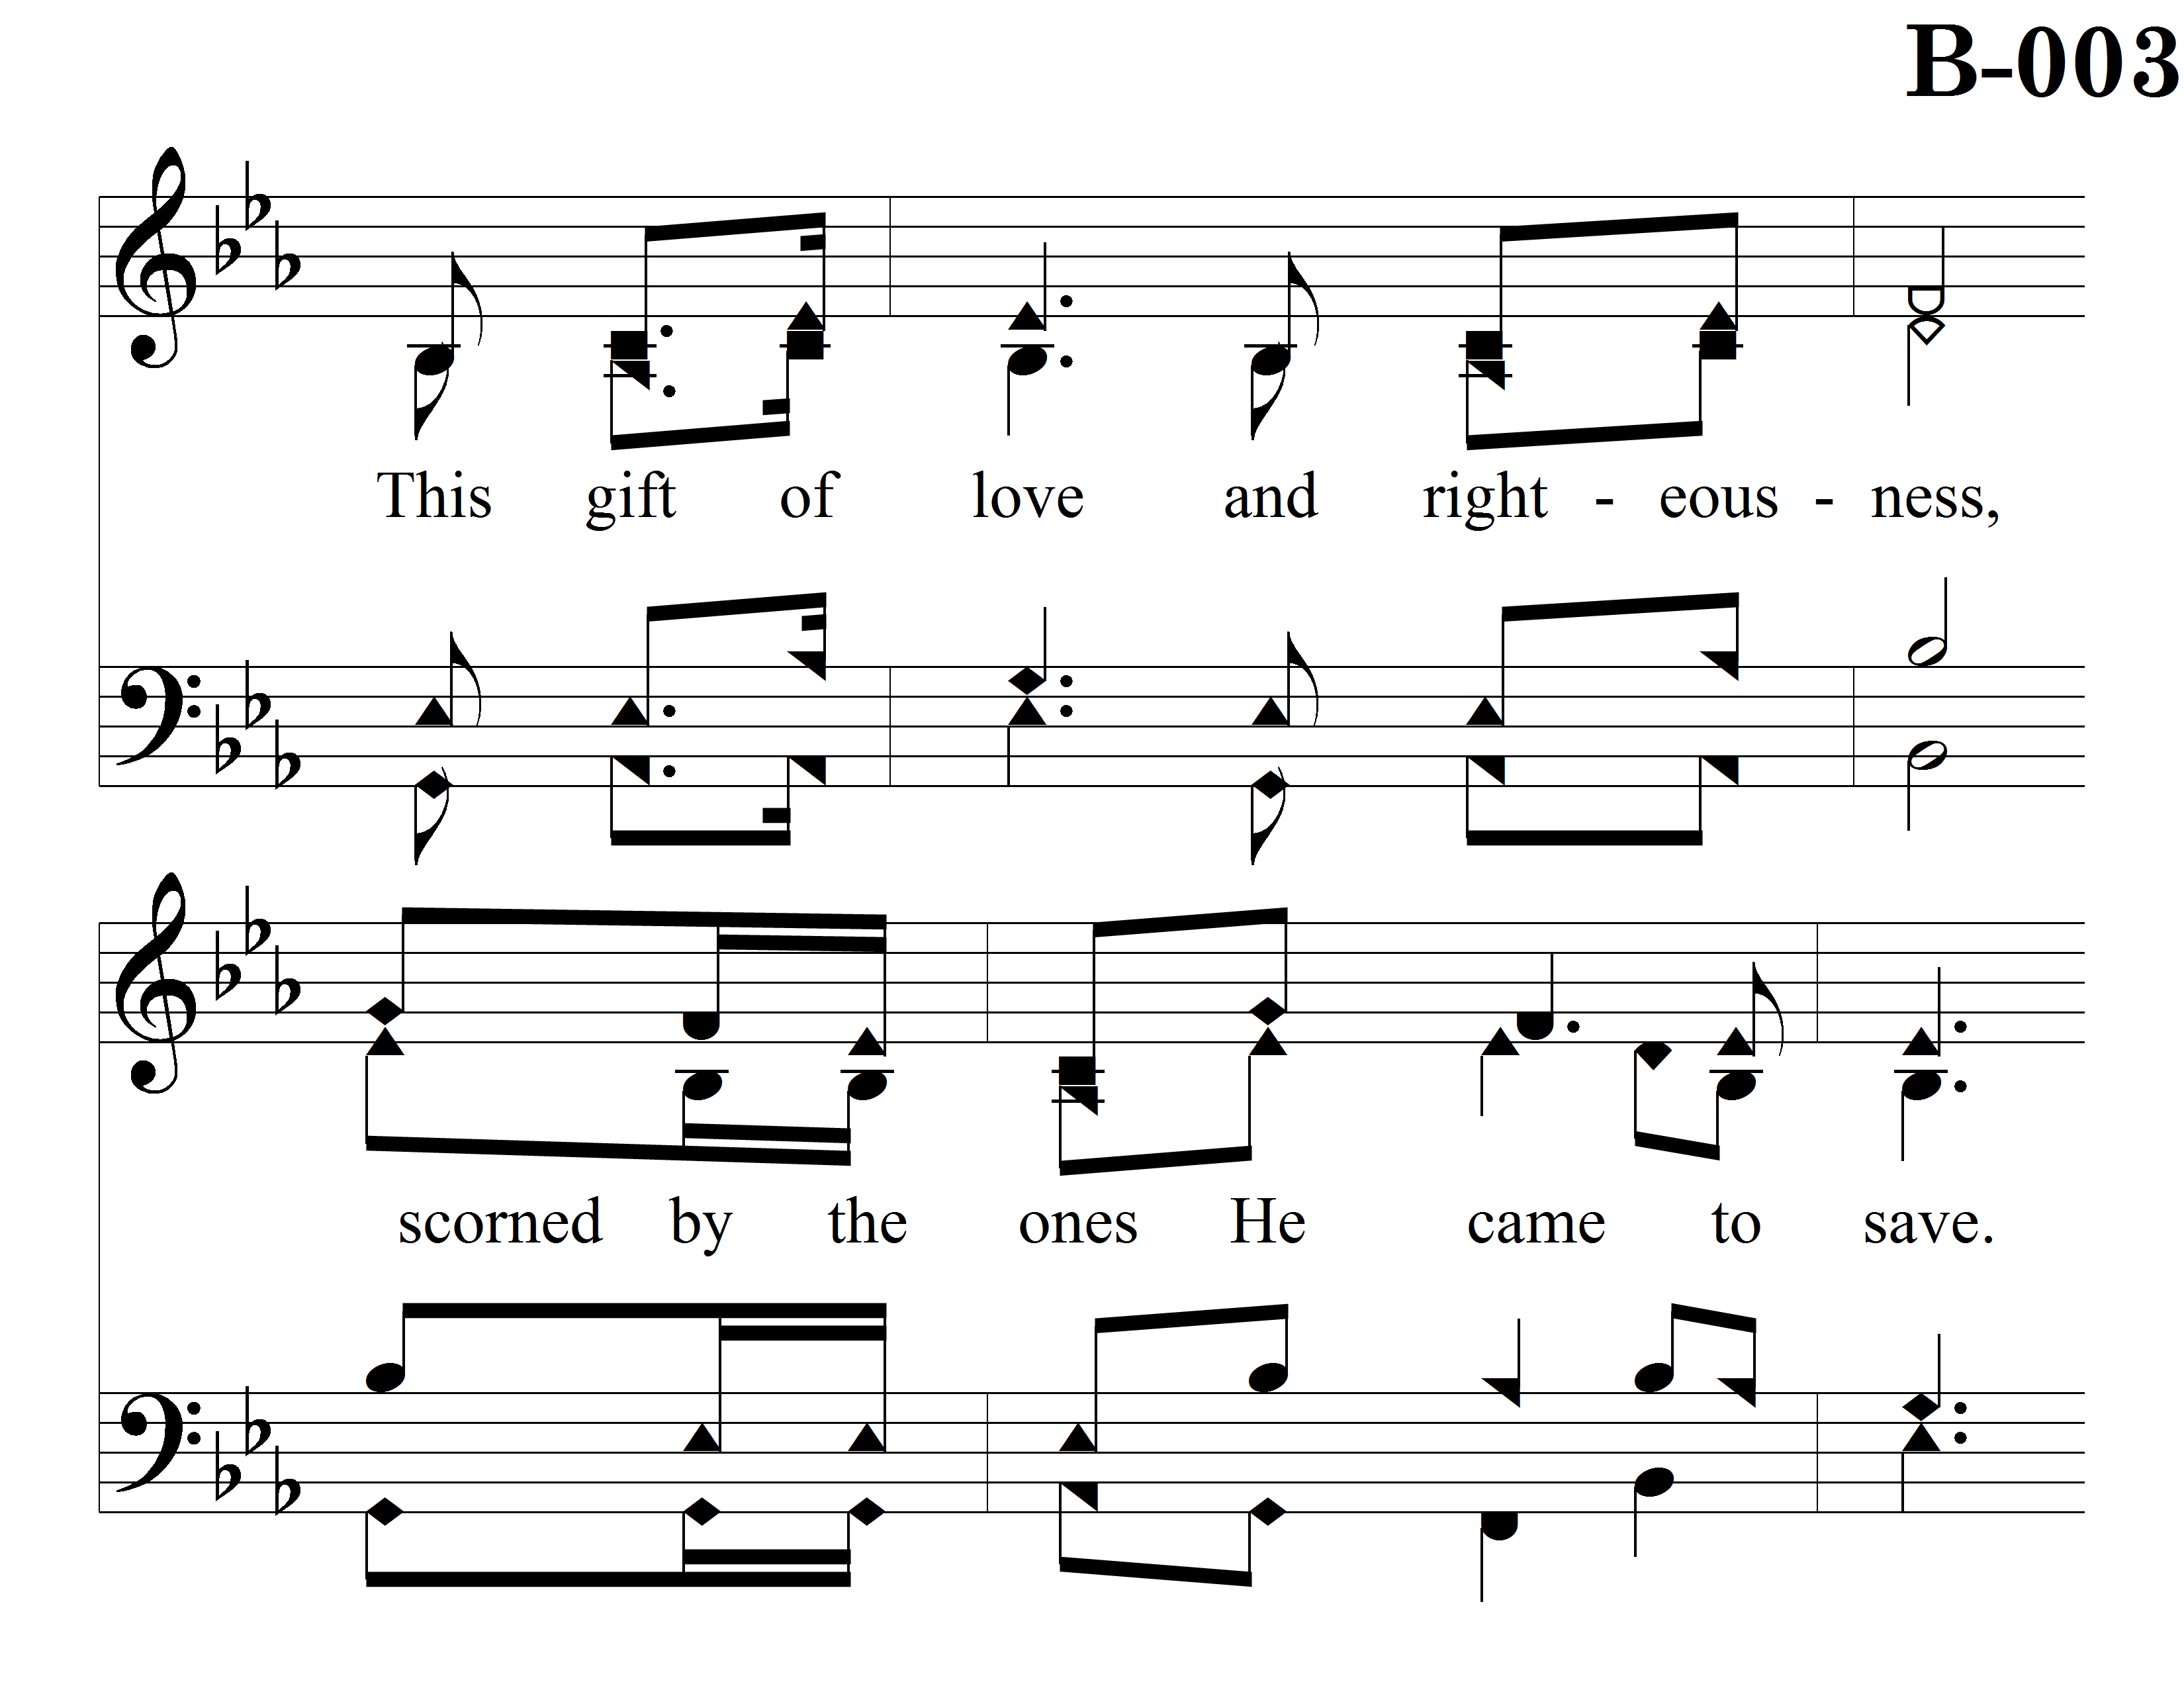 B-003
This gift of love and right - eous - ness,
scorned by the ones He came to save.